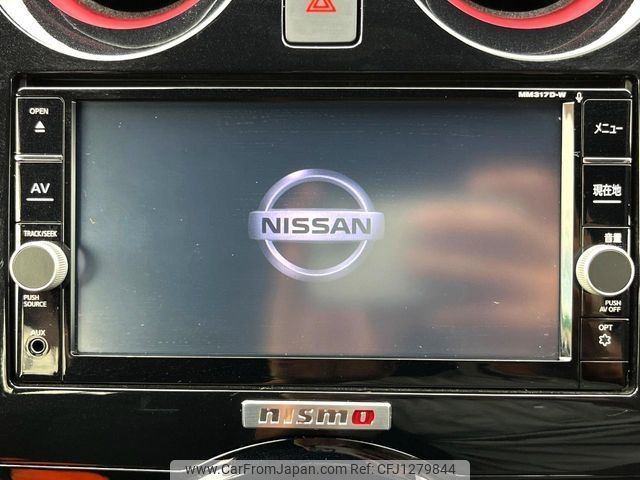 MM317D-W
OPEN
メニュー
AV
現在地
NISSAN
TRACK/SEEK
音量
PUSH
SOURCE
PUSH
AV OFF
AUX
OPT
nismo
www.CarFromJapan.com - CFJ1279844